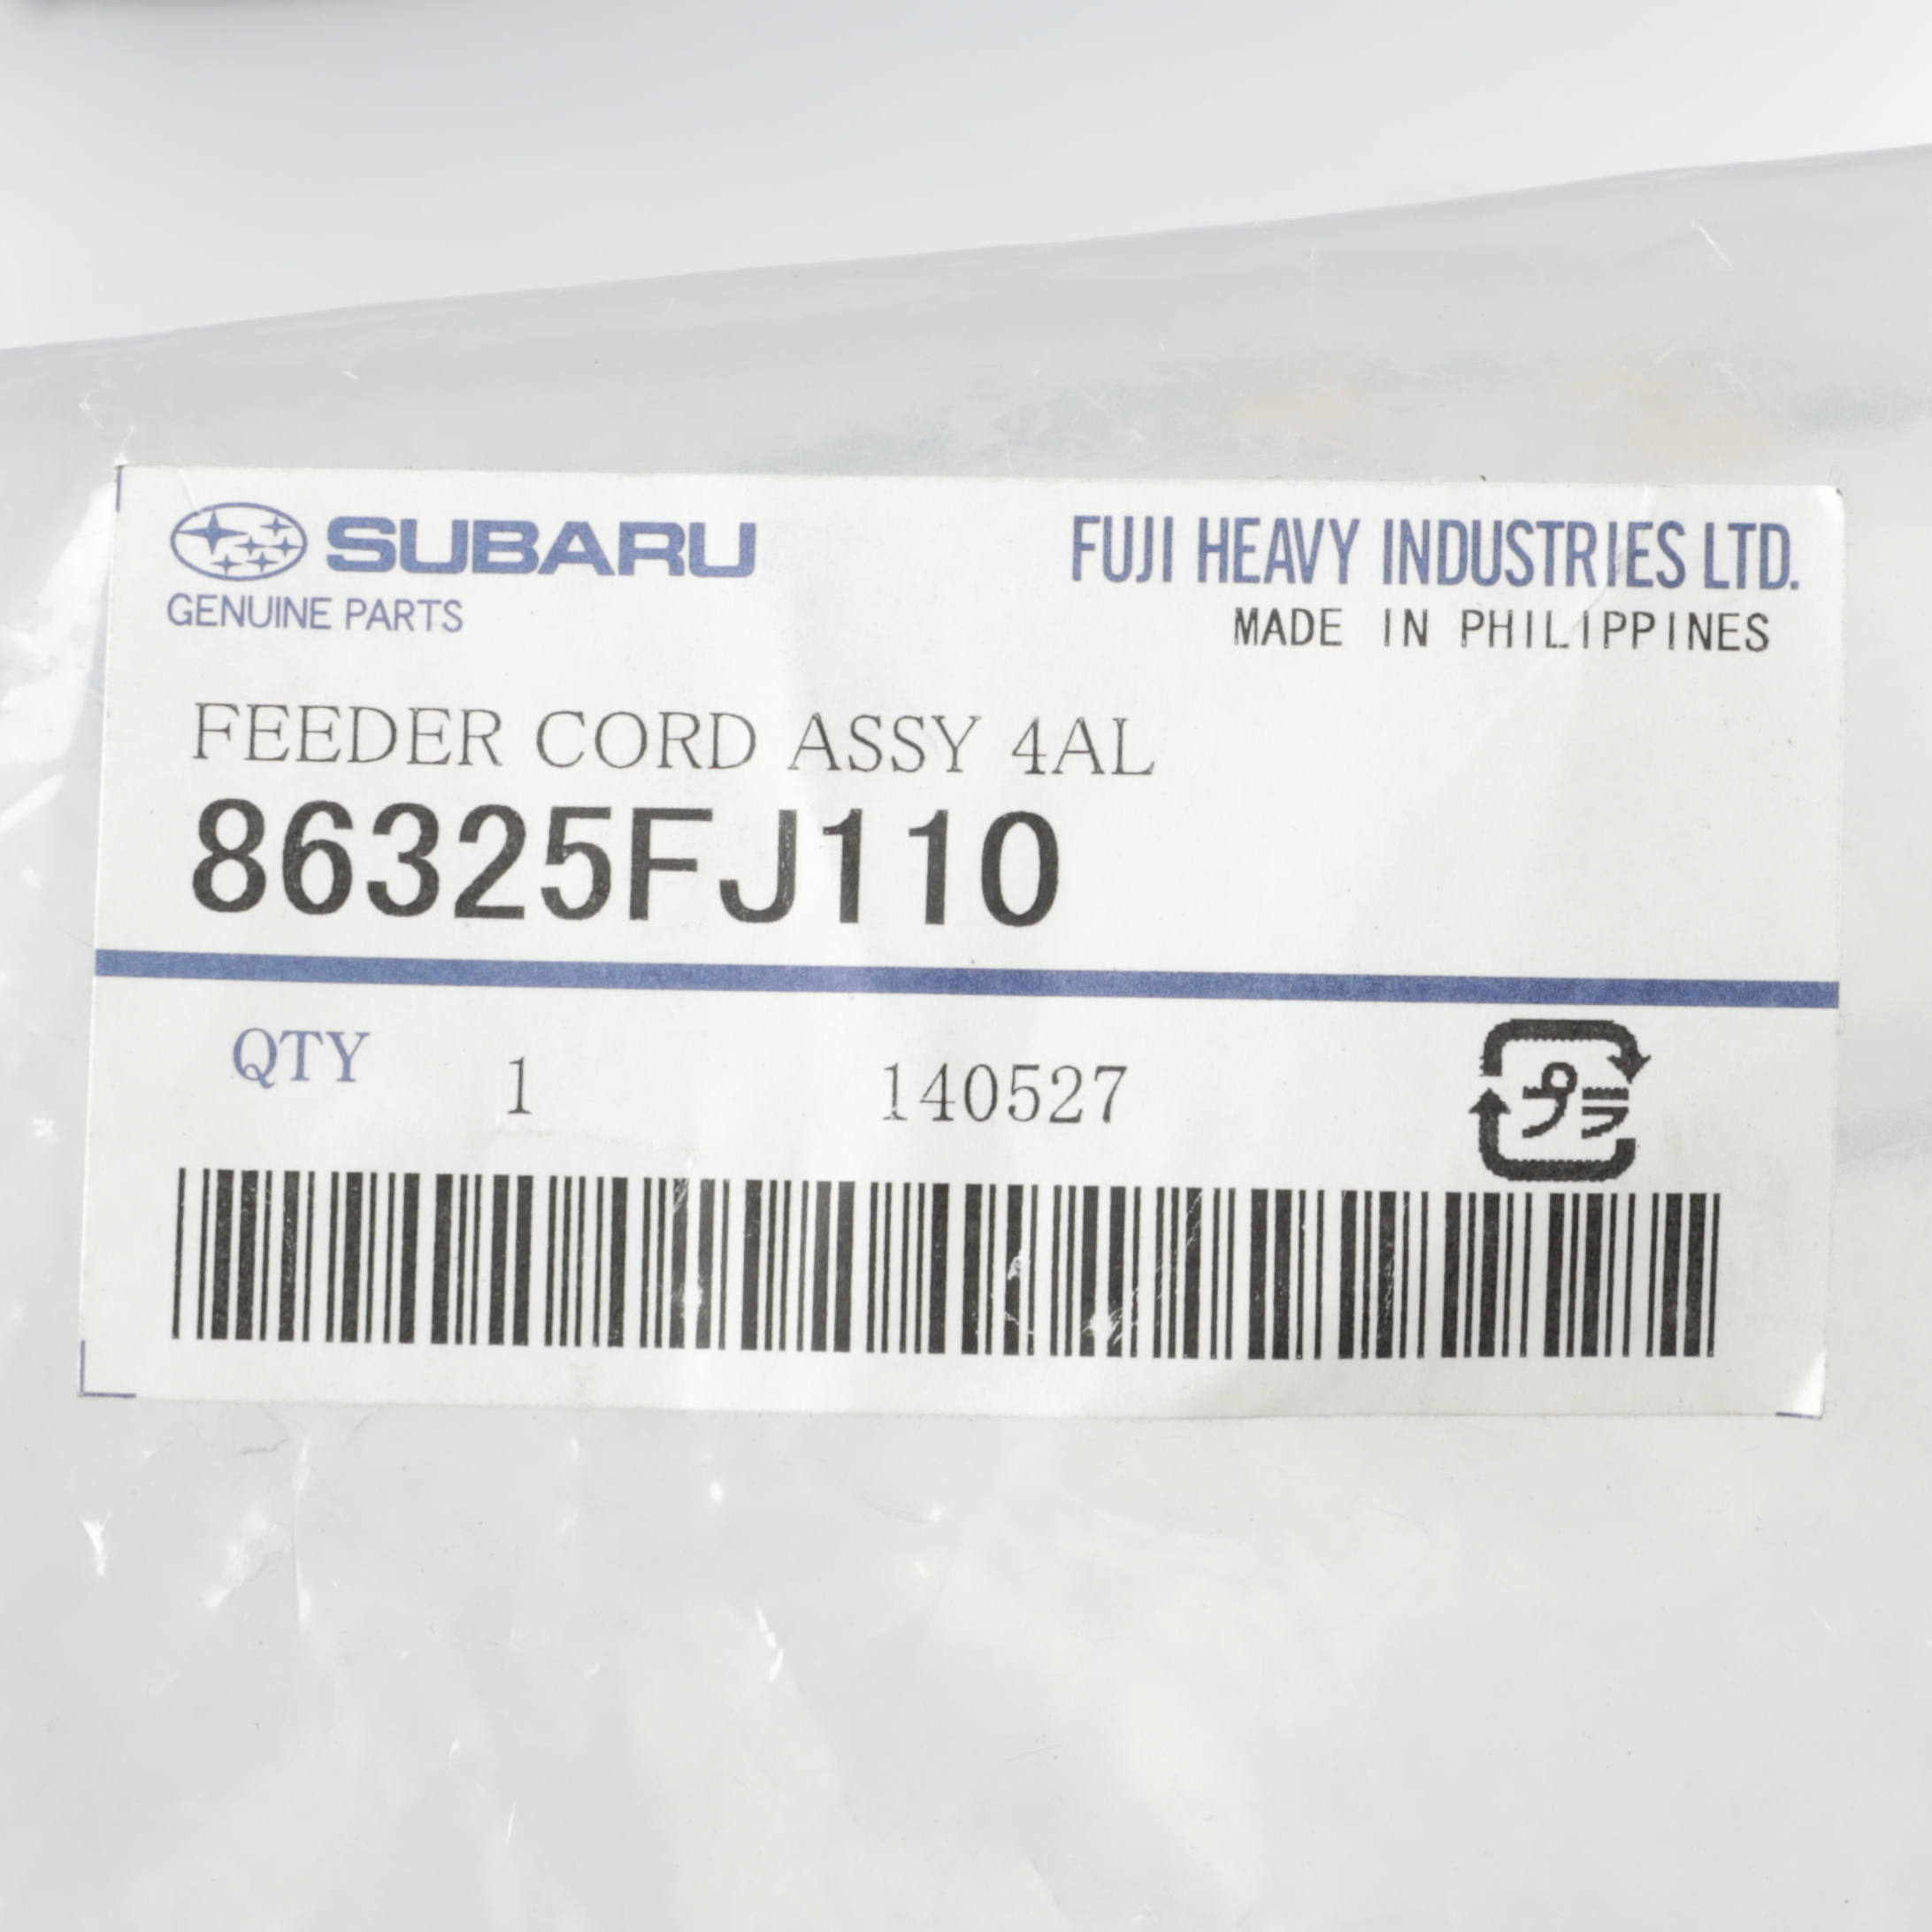 SUBARU
GENUINE PARTS
FUJI HEAVY INDUSTRIES LTD.
MADE IN PHILIPPINES
FEEDER CORD ASSY 4AL
86325FJ110
QTY 1 140527
プラ